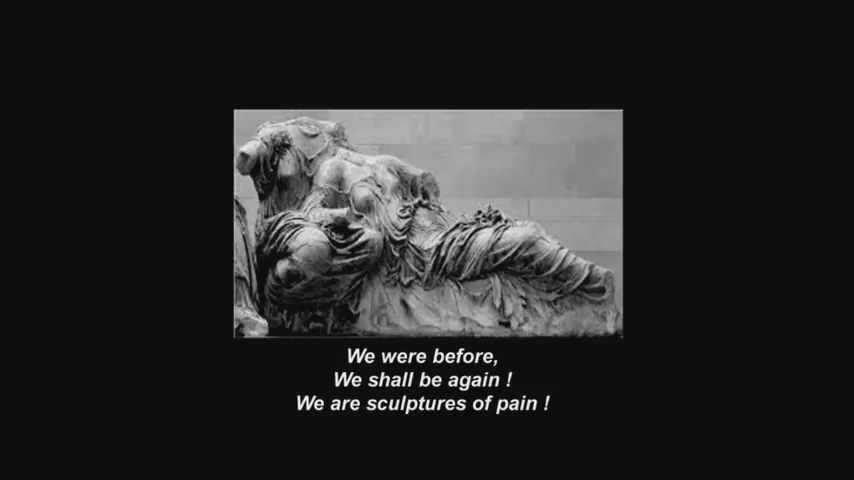 We were before,
We shall be again !
We are sculptures of pain !